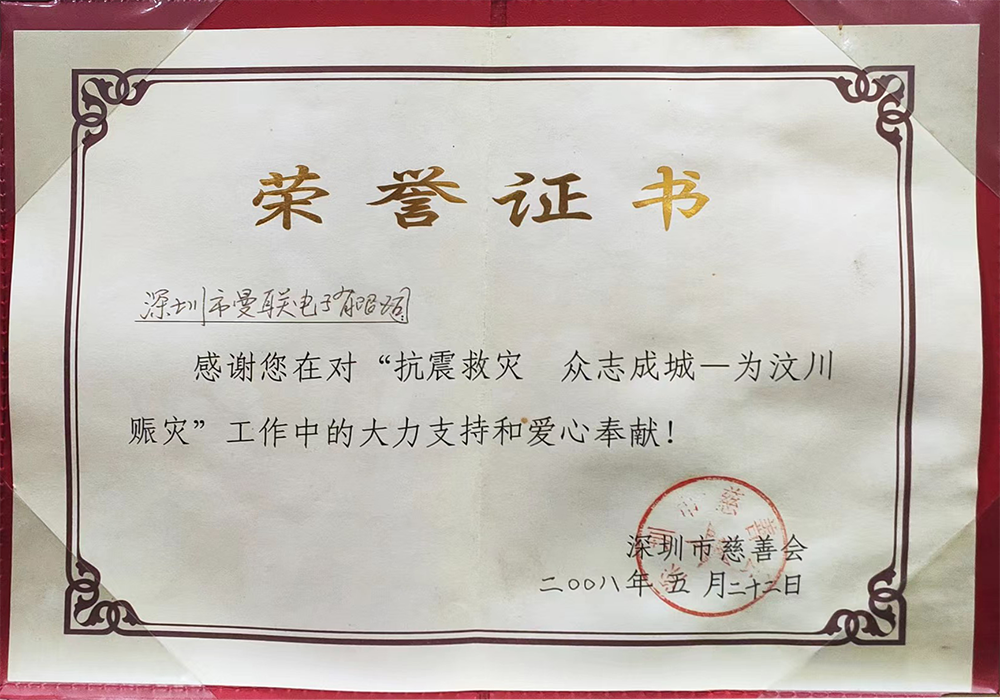 荣誉证书
深圳市曼联电子有限公司
感谢您在对“抗震救灾　众志成城—为汶川
赈灾”工作中的大力支持和爱心奉献!
深圳市慈善会
二〇〇八年五月二十二日